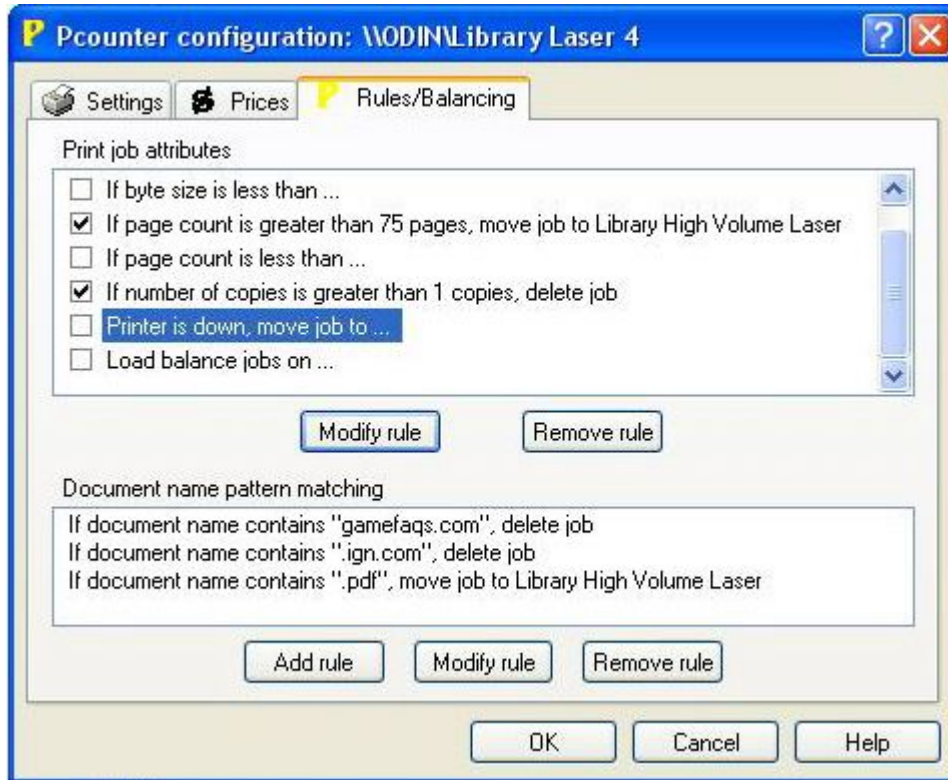 P Pcounter configuration: \\ODIN\Library Laser 4 ?
Settings $ Prices P Rules/Balancing
Print job attributes
If byte size is less than ...
If page count is greater than 75 pages, move job to Library High Volume Laser
If page count is less than ...
If number of copies is greater than 1 copies, delete job
Printer is down, move job to ...
Load balance jobs on ...
Modify rule Remove rule
Document name pattern matching
If document name contains "gamefaqs.com", delete job
If document name contains ".ign.com", delete job
If document name contains ".pdf", move job to Library High Volume Laser
Add rule Modify rule Remove rule
OK Cancel Help